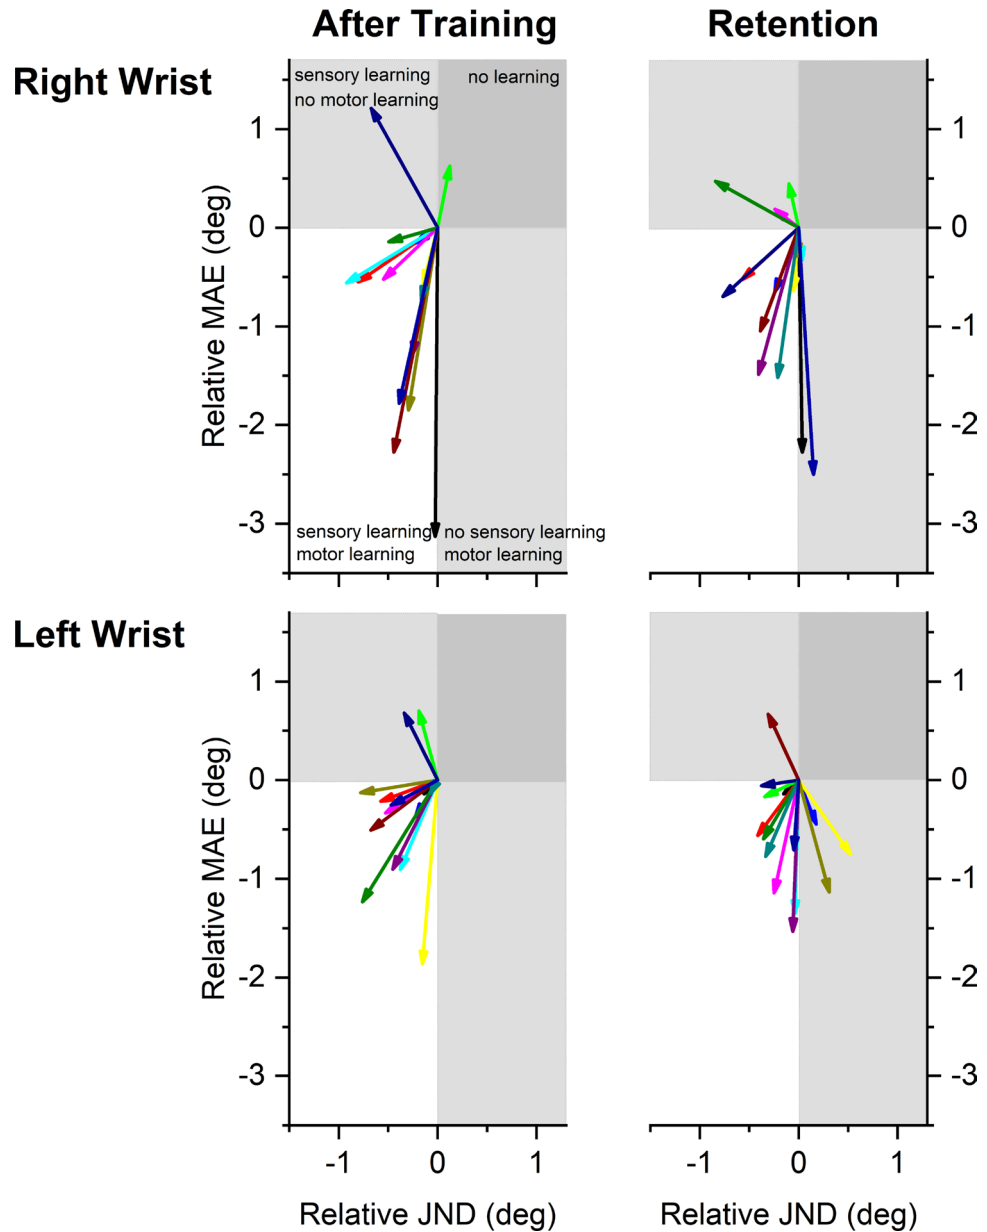 After Training
Retention
Right Wrist
sensory learning
no motor learning
no learning
1
0
-1
-2
-3
Relative MAE (deg)
sensory learning
motor learning
no sensory learning
motor learning
1
0
-1
-2
-3
Left Wrist
1
0
-1
-2
-3
Relative MAE (deg)
1
0
-1
-2
-3
-1
0
1
-1
0
1
Relative JND (deg)
Relative JND (deg)